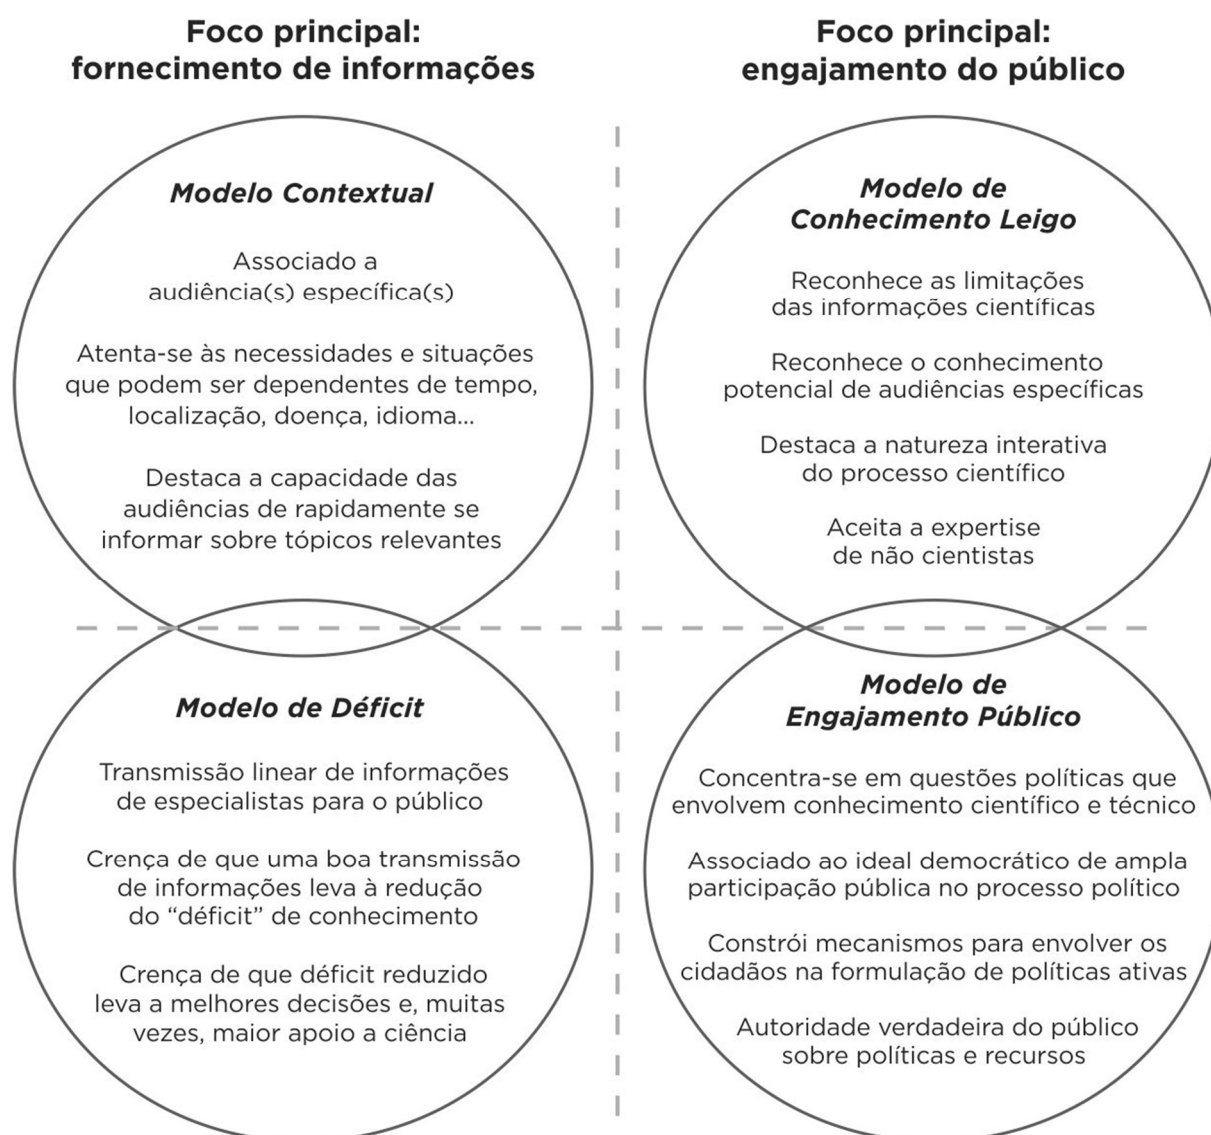 Foco principal:
fornecimento de informações
Foco principal:
engajamento do público
Modelo Contextual
Associado a
audiência(s) específica(s)
Atenta-se às necessidades e situações
que podem ser dependentes de tempo,
localização, doença, idioma...
Destaca a capacidade das
audiências de rapidamente se
informar sobre tópicos relevantes
Modelo de
Conhecimento Leigo
Reconhece as limitações
das informações científicas
Reconhece o conhecimento
potencial de audiências específicas
Destaca a natureza interativa
do processo científico
Aceita a expertise
de não cientistas
Modelo de Déficit
Transmissão linear de informações
de especialistas para o público
Crença de que uma boa transmissão
de informações leva à redução
do “déficit” de conhecimento
Crença de que déficit reduzido
leva a melhores decisões e, muitas
vezes, maior apoio a ciência
Modelo de
Engajamento Público
Concentra-se em questões políticas que
envolvem conhecimento científico e técnico
Associado ao ideal democrático de ampla
participação pública no processo político
Constrói mecanismos para envolver os
cidadãos na formulação de políticas ativas
Autoridade verdadeira do público
sobre políticas e recursos